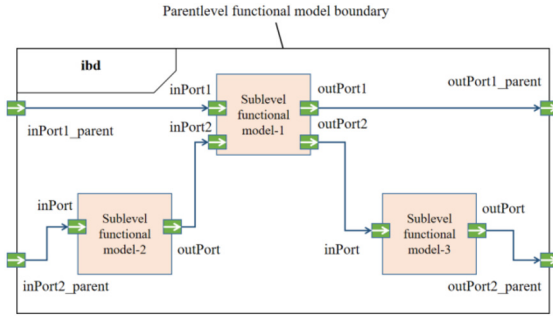 Parentlevel functional model boundary
ibd
inPort1
outPort1
outPort1_parent
Sublevel
functional
model-1
inPort1_parent
inPort2
outPort2
inPort
Sublevel
functional
model-2
outPort
Sublevel
functional
model-3
outPort
inPort
inPort2_parent
outPort2_parent